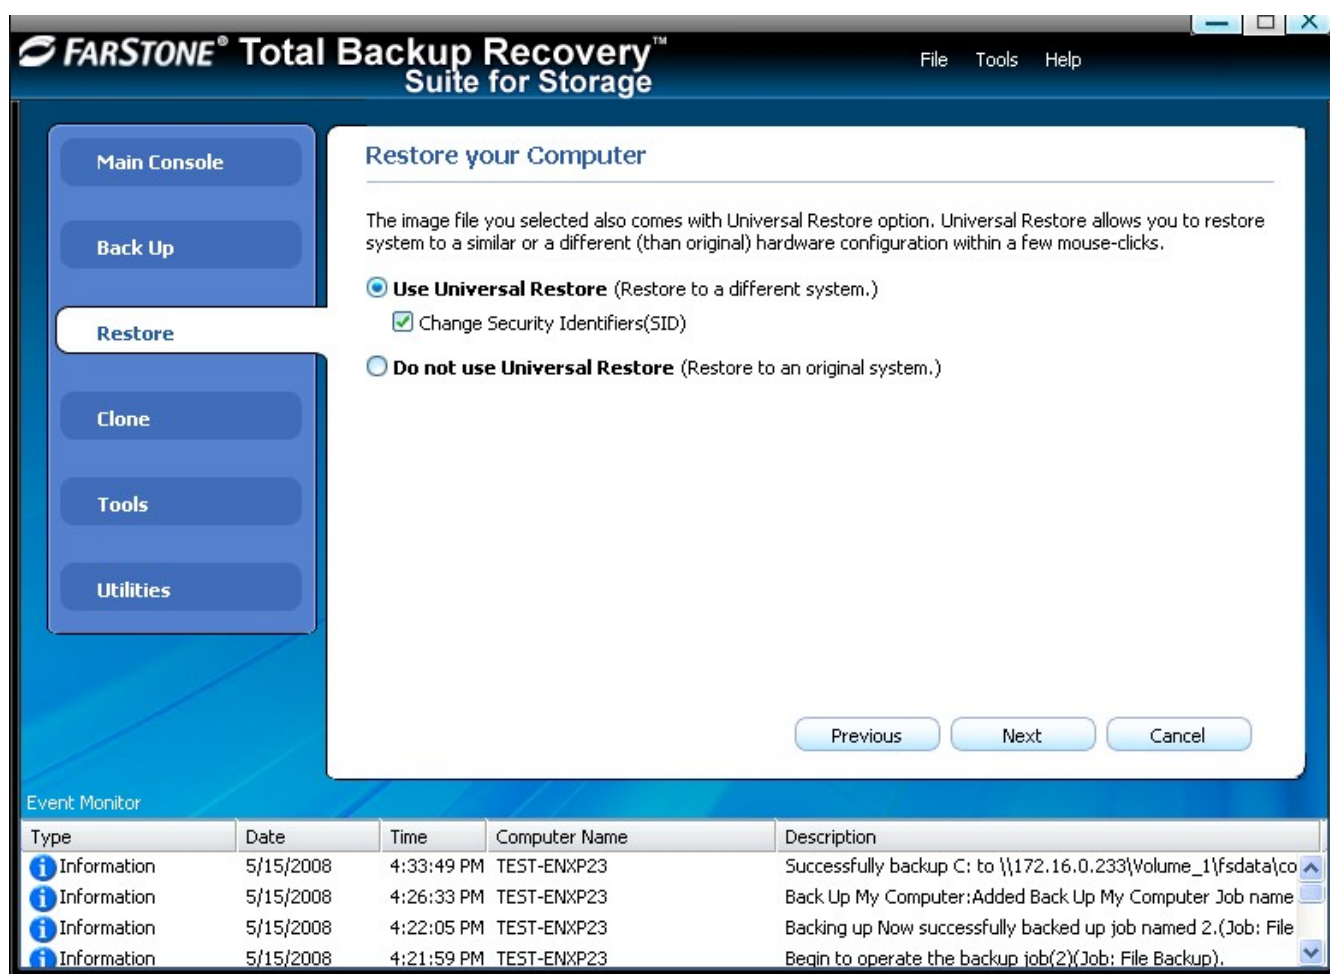 FARSTONE® Total Backup Recovery™
Suite for Storage
File Tools Help
Main Console
Back Up
Restore
Clone
Tools
Utilities
Restore your Computer
The image file you selected also comes with Universal Restore option. Universal Restore allows you to restore
system to a similar or a different (than original) hardware configuration within a few mouse-clicks.
Use Universal Restore (Restore to a different system.)
Change Security Identifiers(SID)
Do not use Universal Restore (Restore to an original system.)
Previous Next Cancel
Event Monitor
Type Date Time Computer Name Description
Information 5/15/2008 4:33:49 PM TEST-ENXP23 Successfully backup C: to \\172.16.0.233\Volume_1\fsdata\co
Information 5/15/2008 4:26:33 PM TEST-ENXP23 Back Up My Computer:Added Back Up My Computer Job name
Information 5/15/2008 4:22:05 PM TEST-ENXP23 Backing up Now successfully backed up job named 2.(Job: File
Information 5/15/2008 4:21:59 PM TEST-ENXP23 Begin to operate the backup job(2)(Job: File Backup).